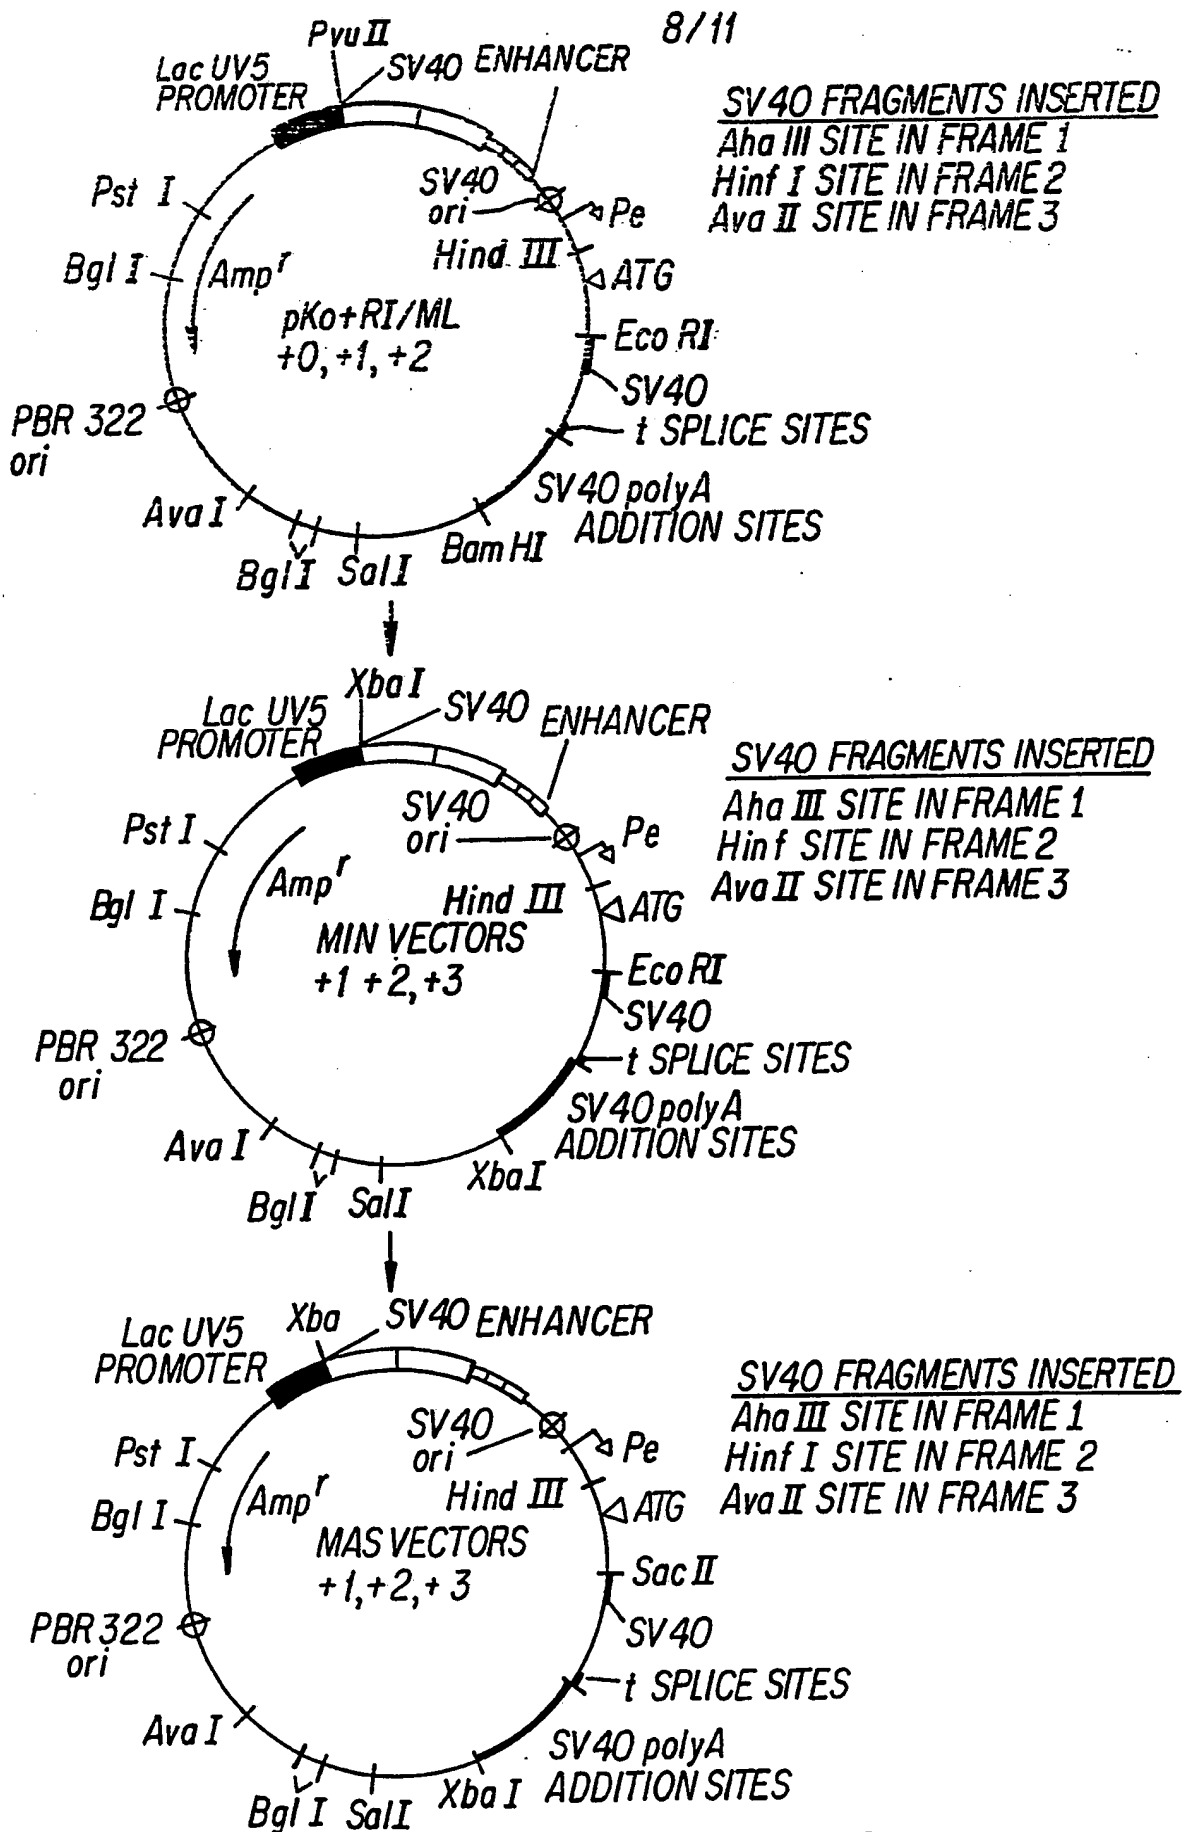 8/11
Pvu II
Lac UV5
PROMOTER
SV40 ENHANCER
SV40 FRAGMENTS INSERTED
Aha III SITE IN FRAME 1
Hinf I SITE IN FRAME 2
Ava II SITE IN FRAME 3
Pst I
SV40
ori
Pe
Bgl I
Amp r
Hind III
ATG
pKo+RI/ML
+0, +1, +2
Eco RI
SV40
PBR 322
ori
t SPLICE SITES
SV40 polyA
ADDITION SITES
Ava I
Bgl I
Sal I
Bam HI
Xba I
Lac UV5
PROMOTER
SV40
ENHANCER
SV40 FRAGMENTS INSERTED
Aha III SITE IN FRAME 1
Hinf SITE IN FRAME 2
Ava II SITE IN FRAME 3
Pst I
SV40
ori
Pe
Bgl I
Amp r
Hind III
ATG
MIN VECTORS
+1 +2, +3
Eco RI
SV40
PBR 322
ori
t SPLICE SITES
SV40 polyA
ADDITION SITES
Ava I
Bgl I
Sal I
Xba I
Xba
Lac UV5
PROMOTER
SV40 ENHANCER
SV40 FRAGMENTS INSERTED
Aha III SITE IN FRAME 1
Hinf I SITE IN FRAME 2
Ava II SITE IN FRAME 3
Pst I
SV40
ori
Pe
Bgl I
Amp r
Hind III
ATG
MAS VECTORS
+1, +2, +3
Sac II
SV40
PBR 322
ori
t SPLICE SITES
SV40 polyA
ADDITION SITES
Ava I
Bgl I
Sal I
Xba I